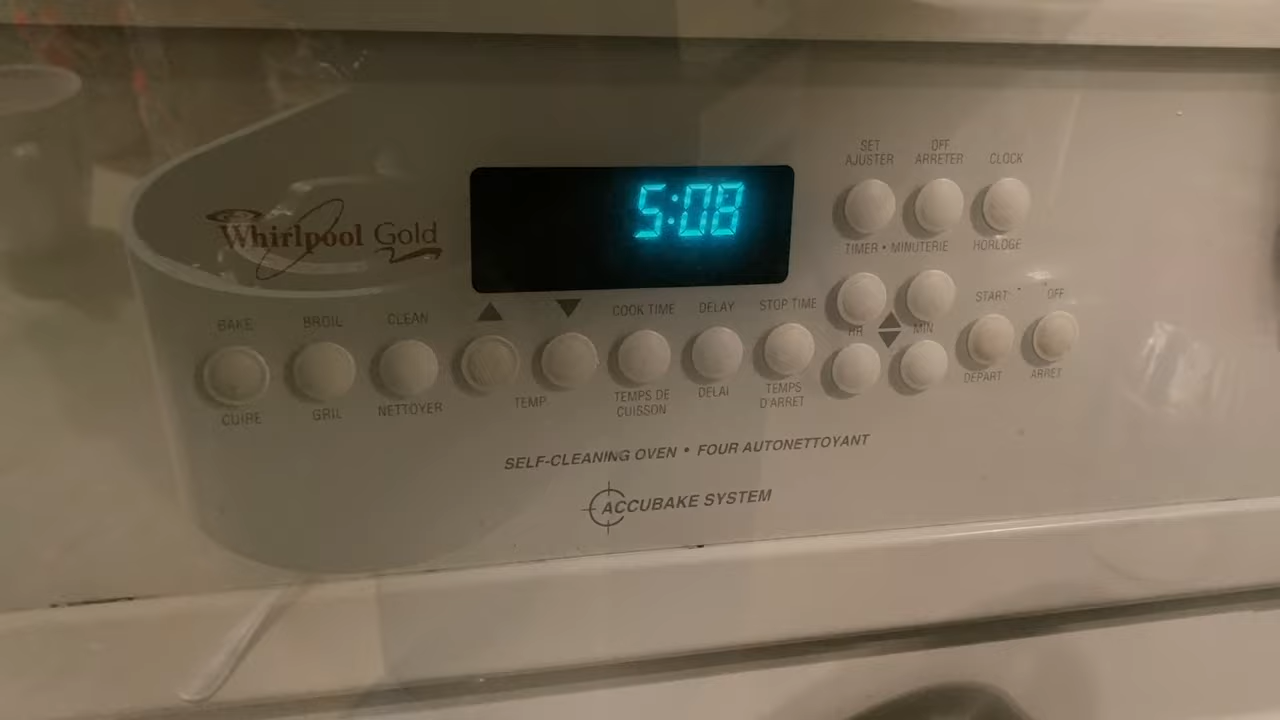 SET OFF CLOCK
AJUSTER ARRETER
5:08
Whirlpool Gold
TIMER • MINUTERIE HORLOGE
BAKE BROIL CLEAN COOK TIME DELAY STOP TIME
HR MIN START OFF
CUIRE GRIL NETTOYER TEMP. TEMPS DE DELAI TEMPS DÉPART ARRET
CUISSON D'ARRET
SELF-CLEANING OVEN • FOUR AUTONETTOYANT
ACCUBAKE SYSTEM